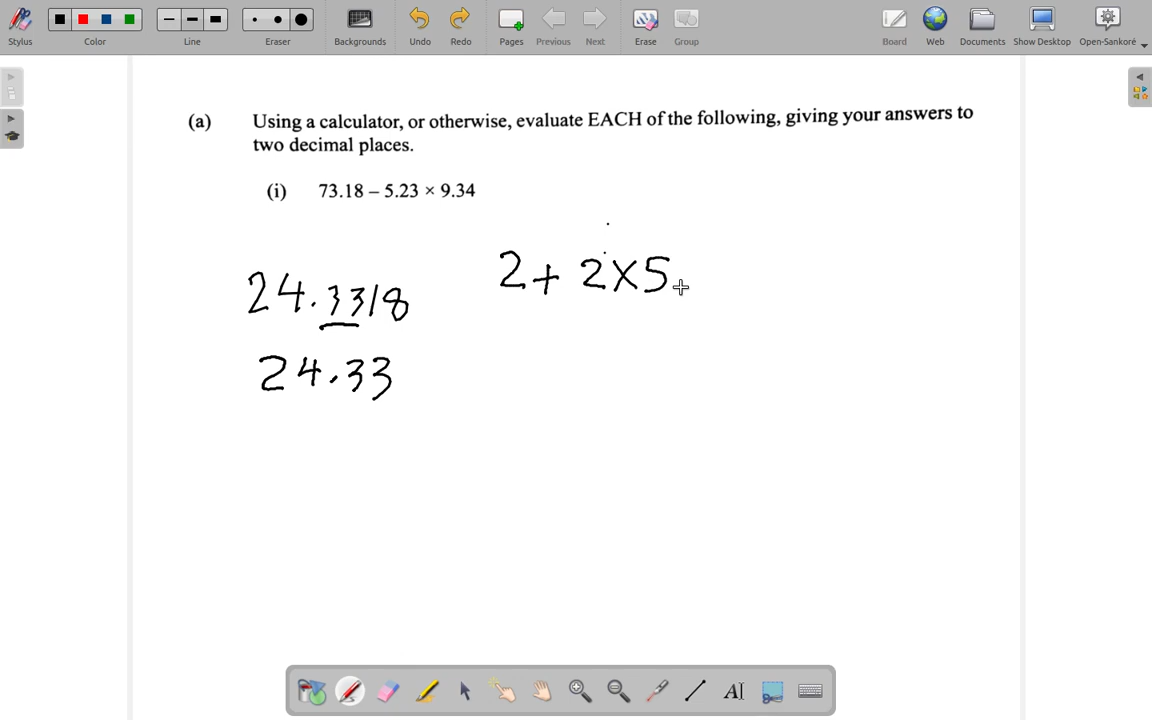 Stylus
Color
Line
Eraser
Backgrounds
Undo
Redo
Pages
Previous
Next
Erase
Group
Board
Web
Documents
Show Desktop
Open-Sankoré
(a) Using a calculator, or otherwise, evaluate EACH of the following, giving your answers to
two decimal places.
(i) 73.18 – 5.23 × 9.34
24.3318
2 + 2 × 5
24.33
AI